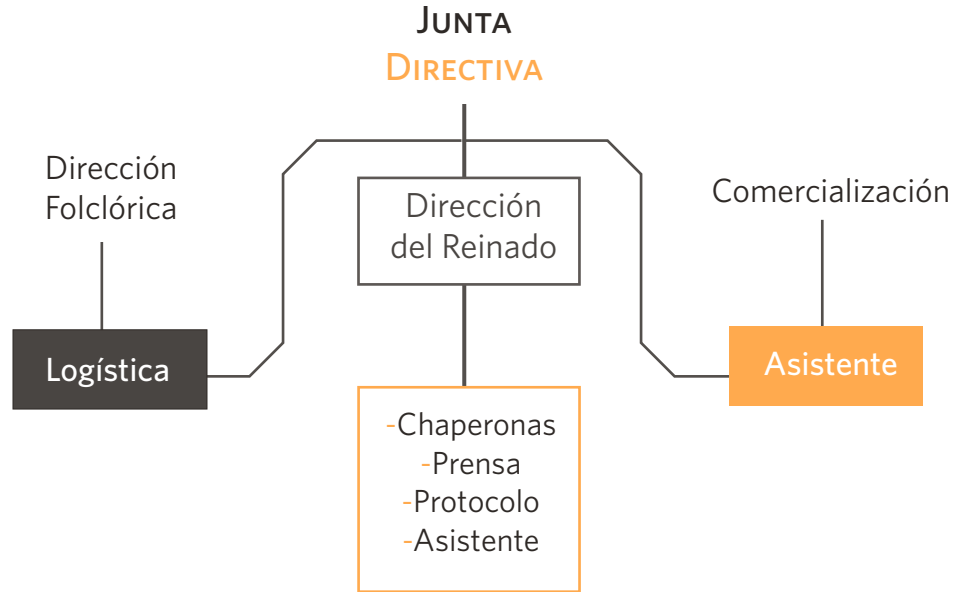 JUNTA
DIRECTIVA
Dirección
Folclórica
Dirección
del Reinado
Comercialización
Logística
Asistente
-Chaperonas
-Prensa
-Protocolo
-Asistente